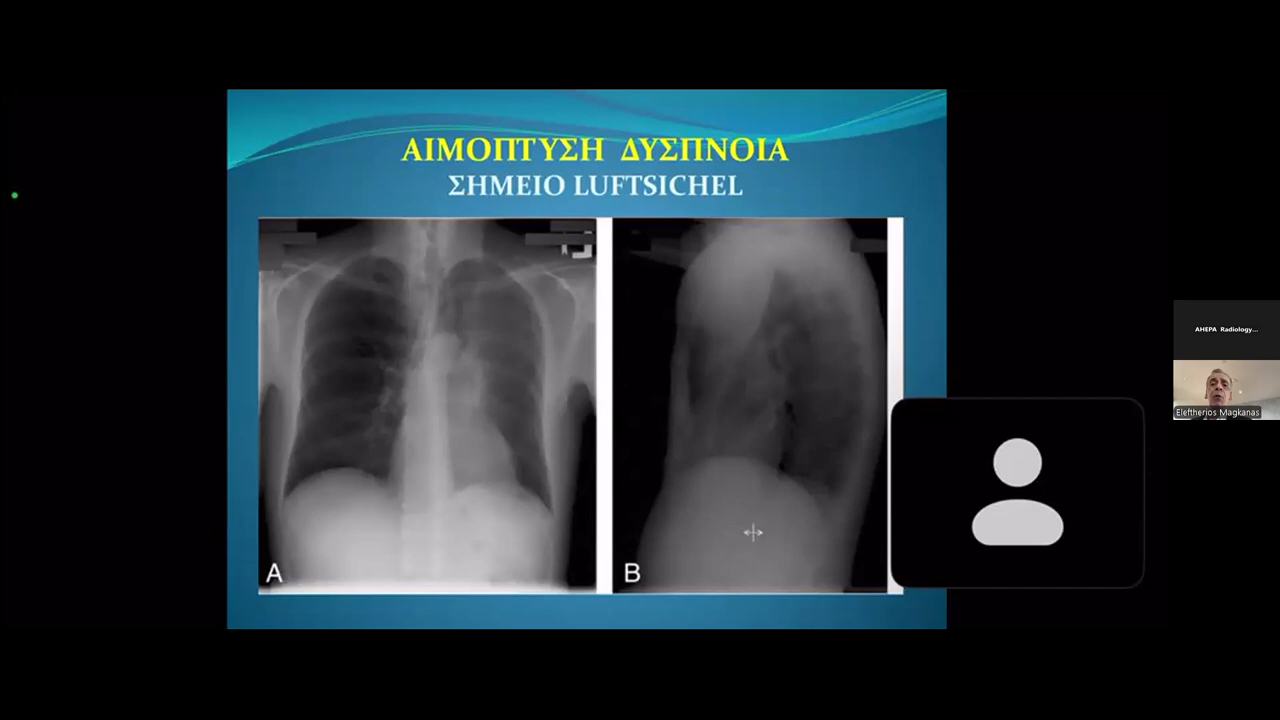 ΑΙΜΟΠΤΥΣΗ ΔΥΣΠΝΟΙΑ
ΣΗΜΕΙΟ LUFTSICHEL
A
B
AHEPA Radiology...
Eleftherios Magkanas